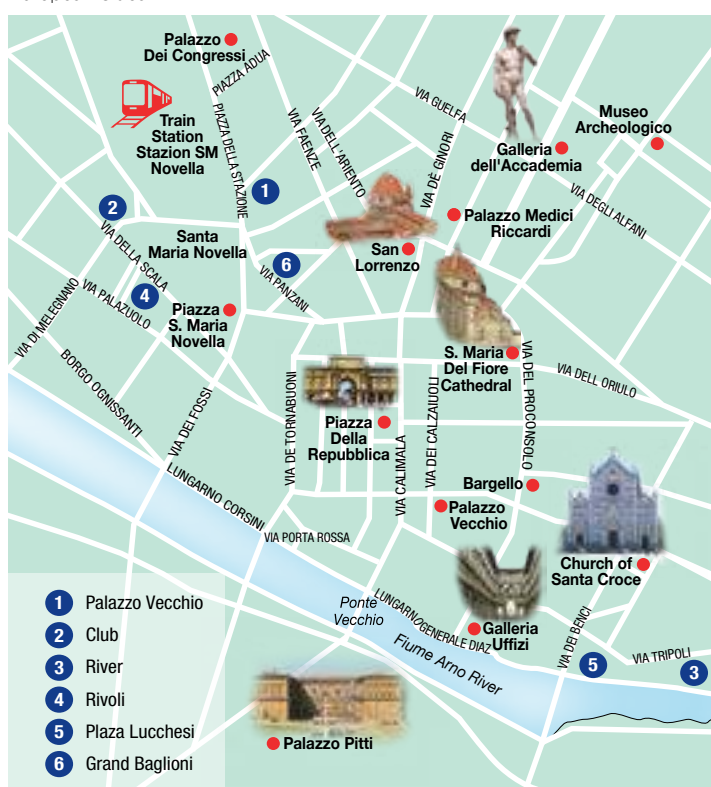 Palazzo
Dei Congressi
PIAZZA ADUA
VIA GUELFA
Museo
Archeologico
Train
Station
Stazion SM
Novella
PIAZZA DELLA STAZIONE
VIA FAENZE
VIA DELL'ARIENTO
VIA DÈ GINORI
Galleria
dell'Accademia
1
2
VIA DEGLI ALFANI
Palazzo Medici
Riccardi
Santa
Maria Novella
San
Lorrenzo
6
VIA DELLA SCALA
VIA PANZANI
4
VIA DI MELEGNANO
VIA PALAZUOLO
Piazza
S. Maria
Novella
BORGO OGNISSANTI
VIA DEI FOSSI
VIA DE TORNABUONI
S. Maria
Del Fiore
Cathedral
VIA DEL PROCONSOLO
VIA DELL ORIULO
Piazza
Della
Repubblica
VIA CALIMALA
VIA DEI CALZAIUOLI
LUNGARNO CORSINI
Bargello
Palazzo
Vecchio
VIA PORTA ROSSA
Church of
Santa Croce
Ponte
Vecchio
LUNGARNO GENERALE DIAZ
Galleria
Uffizi
VIA DEI BENCI
VIA TRIPOLI
Fiume Arno River
5
3
Palazzo Pitti
1 Palazzo Vecchio
2 Club
3 River
4 Rivoli
5 Plaza Lucchesi
6 Grand Baglioni